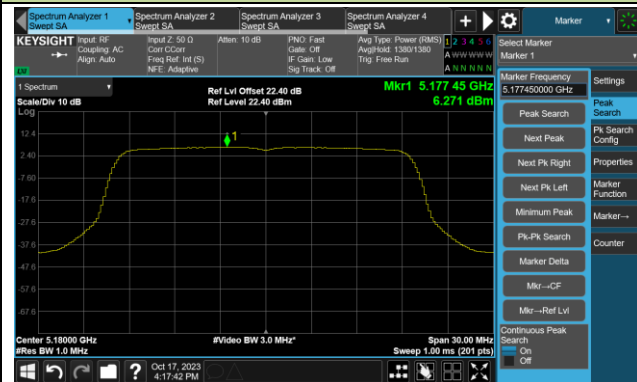 Spectrum Analyzer 1
Swept SA
Spectrum Analyzer 2
Swept SA
Spectrum Analyzer 3
Swept SA
Spectrum Analyzer 4
Swept SA
Marker
KEYSIGHT
Input: RF
Coupling: AC
Align: Auto
Input Z: 50 Ω
Corr CCorr
Freq Ref: Int (S)
NFE: Adaptive
Atten: 10 dB
PNO: Fast
Gate: Off
IF Gain: Low
Sig Track: Off
Avg Type: Power (RMS)
Avg|Hold: 1380/1380
Trig: Free Run
1 2 3 4 5 6
A W W W W W
A N N N N N
LXI
Select Marker
Marker 1
1 Spectrum
Scale/Div 10 dB
Log
Ref Lvl Offset 22.40 dB
Ref Level 22.40 dBm
Mkr1 5.177 45 GHz
6.271 dBm
1
12.4
2.40
-7.60
-17.6
-27.6
-37.6
-47.6
-57.6
-67.6
Center 5.18000 GHz
#Res BW 1.0 MHz
#Video BW 3.0 MHz*
Span 30.00 MHz
Sweep 1.00 ms (201 pts)
Marker Frequency
5.177450000 GHz
Peak Search
Next Peak
Next Pk Right
Next Pk Left
Minimum Peak
Pk-Pk Search
Marker Delta
Mkr→CF
Mkr→Ref Lvl
Continuous Peak
Search
On
Off
Settings
Peak
Search
Pk Search
Config
Properties
Marker
Function
Marker→
Counter
Oct 17, 2023
4:17:42 PM